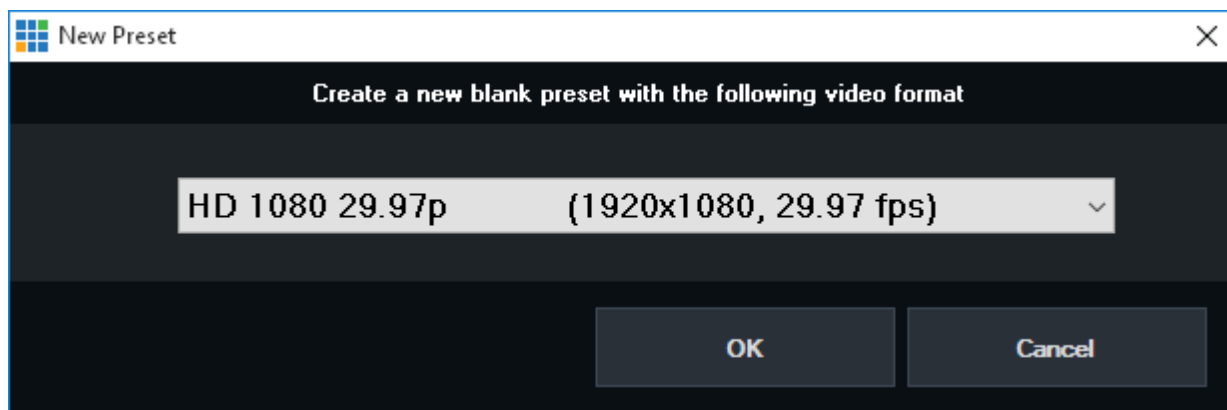 New Preset
Create a new blank preset with the following video format
HD 1080 29.97p (1920x1080, 29.97 fps)
OK Cancel